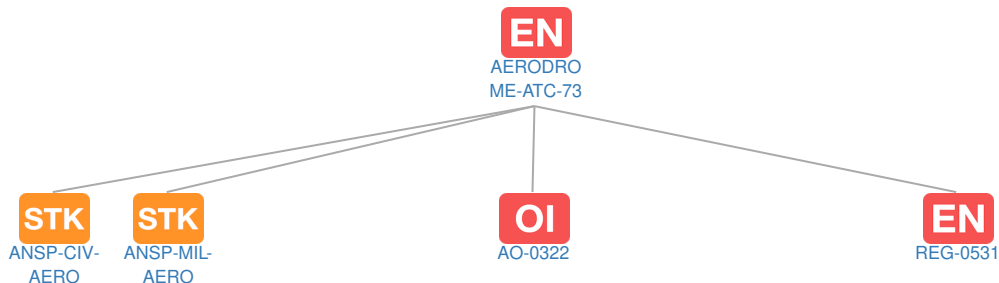 EN
AERODRO
ME-ATC-73
STK
ANSP-CIV-
AERO
STK
ANSP-MIL-
AERO
OI
AO-0322
EN
REG-0531